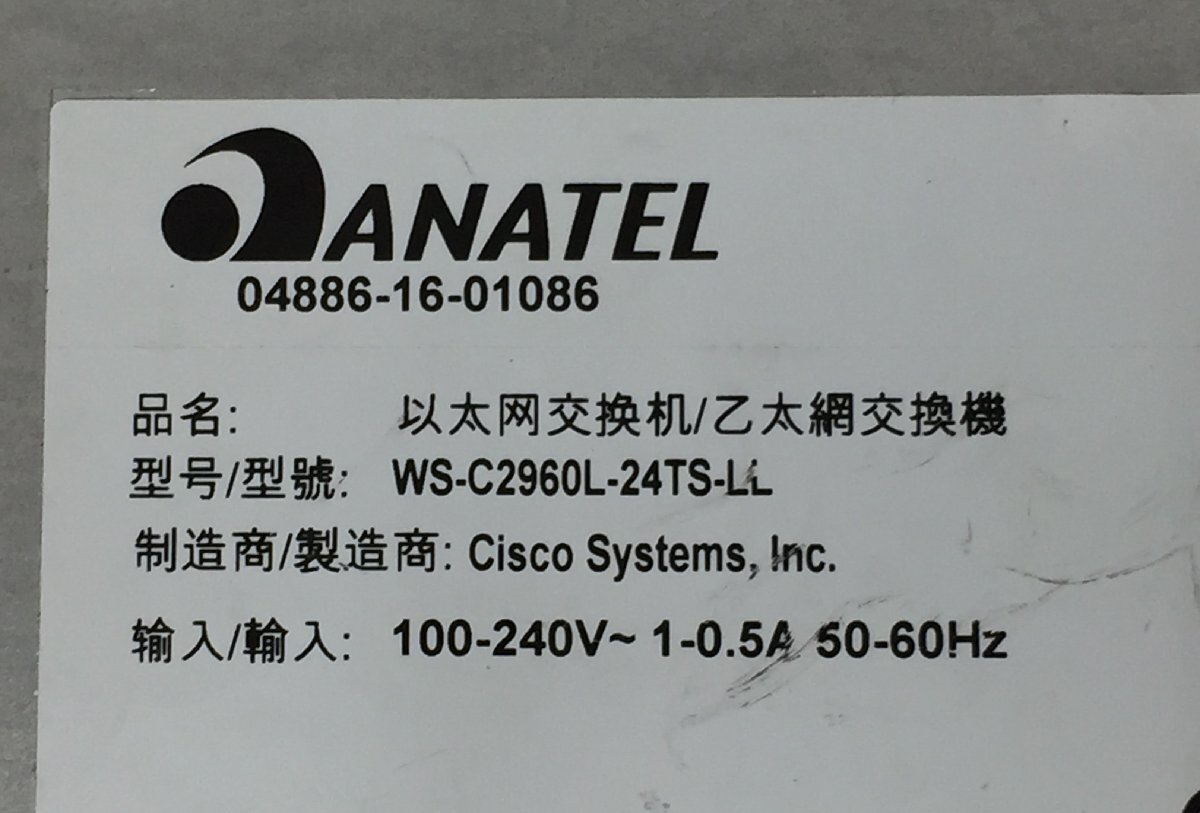 ANATEL
04886-16-01086
品名: 以太网交换机/乙太網交換機
型号/型號: WS-C2960L-24TS-LL
制造商/製造商: Cisco Systems, Inc.
输入/輸入: 100-240V~ 1-0.5A 50-60Hz